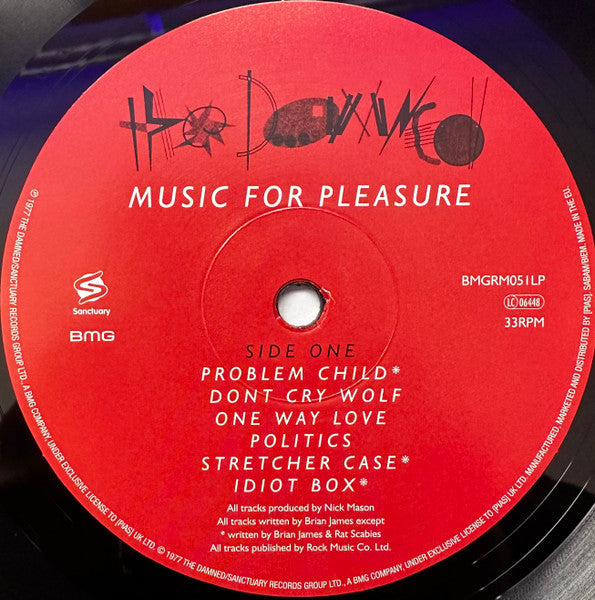 The Damned
MUSIC FOR PLEASURE
Sanctuary
BMG
BMGRM051LP
LC 06448
33RPM
SIDE ONE
PROBLEM CHILD*
DONT CRY WOLF
ONE WAY LOVE
POLITICS
STRETCHER CASE*
IDIOT BOX*
All tracks produced by Nick Mason
All tracks written by Brian James except
* written by Brian James & Rat Scabies
All tracks published by Rock Music Co. Ltd.
℗ 1977 THE DAMNED/SANCTUARY RECORDS GROUP LTD., A BMG COMPANY, UNDER EXCLUSIVE LICENSE TO [PIAS] UK LTD. © 1977 THE DAMNED/SANCTUARY RECORDS GROUP LTD., A BMG COMPANY, UNDER EXCLUSIVE LICENSE TO [PIAS] UK LTD. MANUFACTURED, MARKETED AND DISTRIBUTED BY [PIAS]. SABAM/BIEM. MADE IN THE EU.